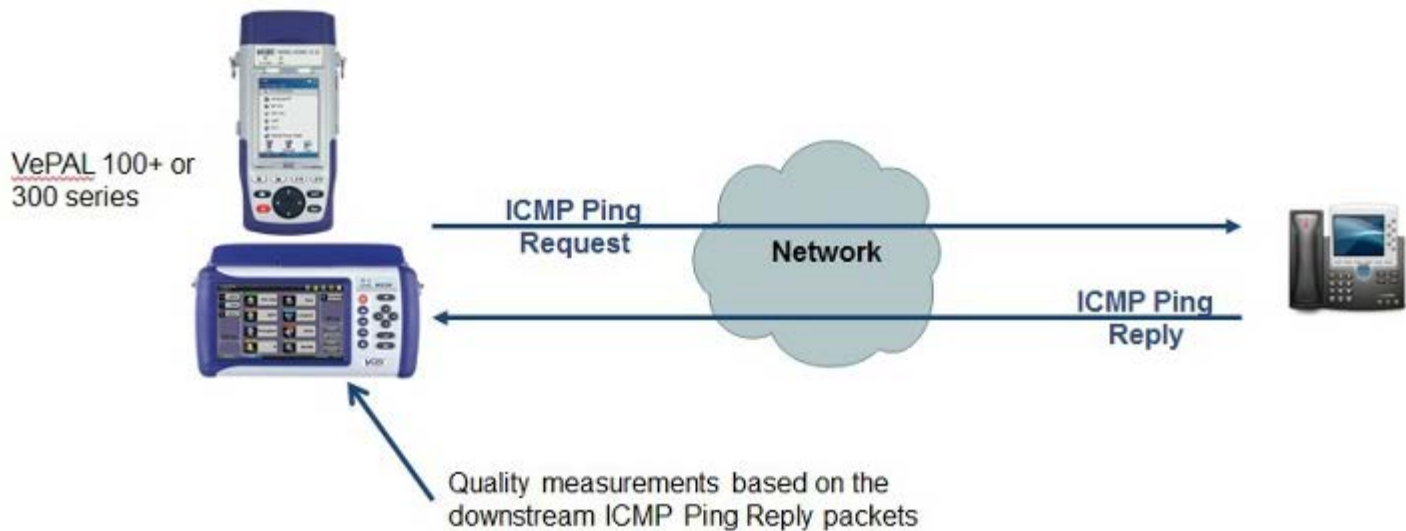 VePAL 100+ or
300 series
ICMP Ping
Request
Network
ICMP Ping
Reply
Quality measurements based on the
downstream ICMP Ping Reply packets